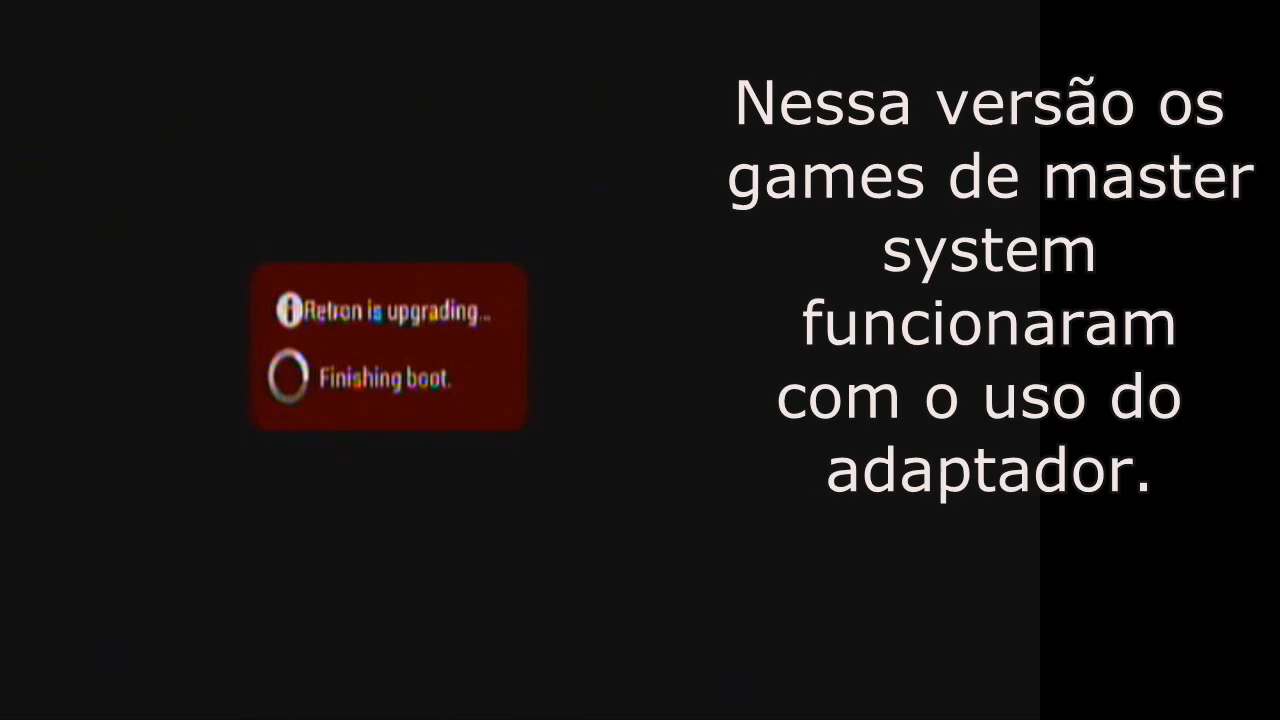 Nessa versão os
games de master
system
funcionaram
com o uso do
adaptador.
Retron is upgrading...
Finishing boot.